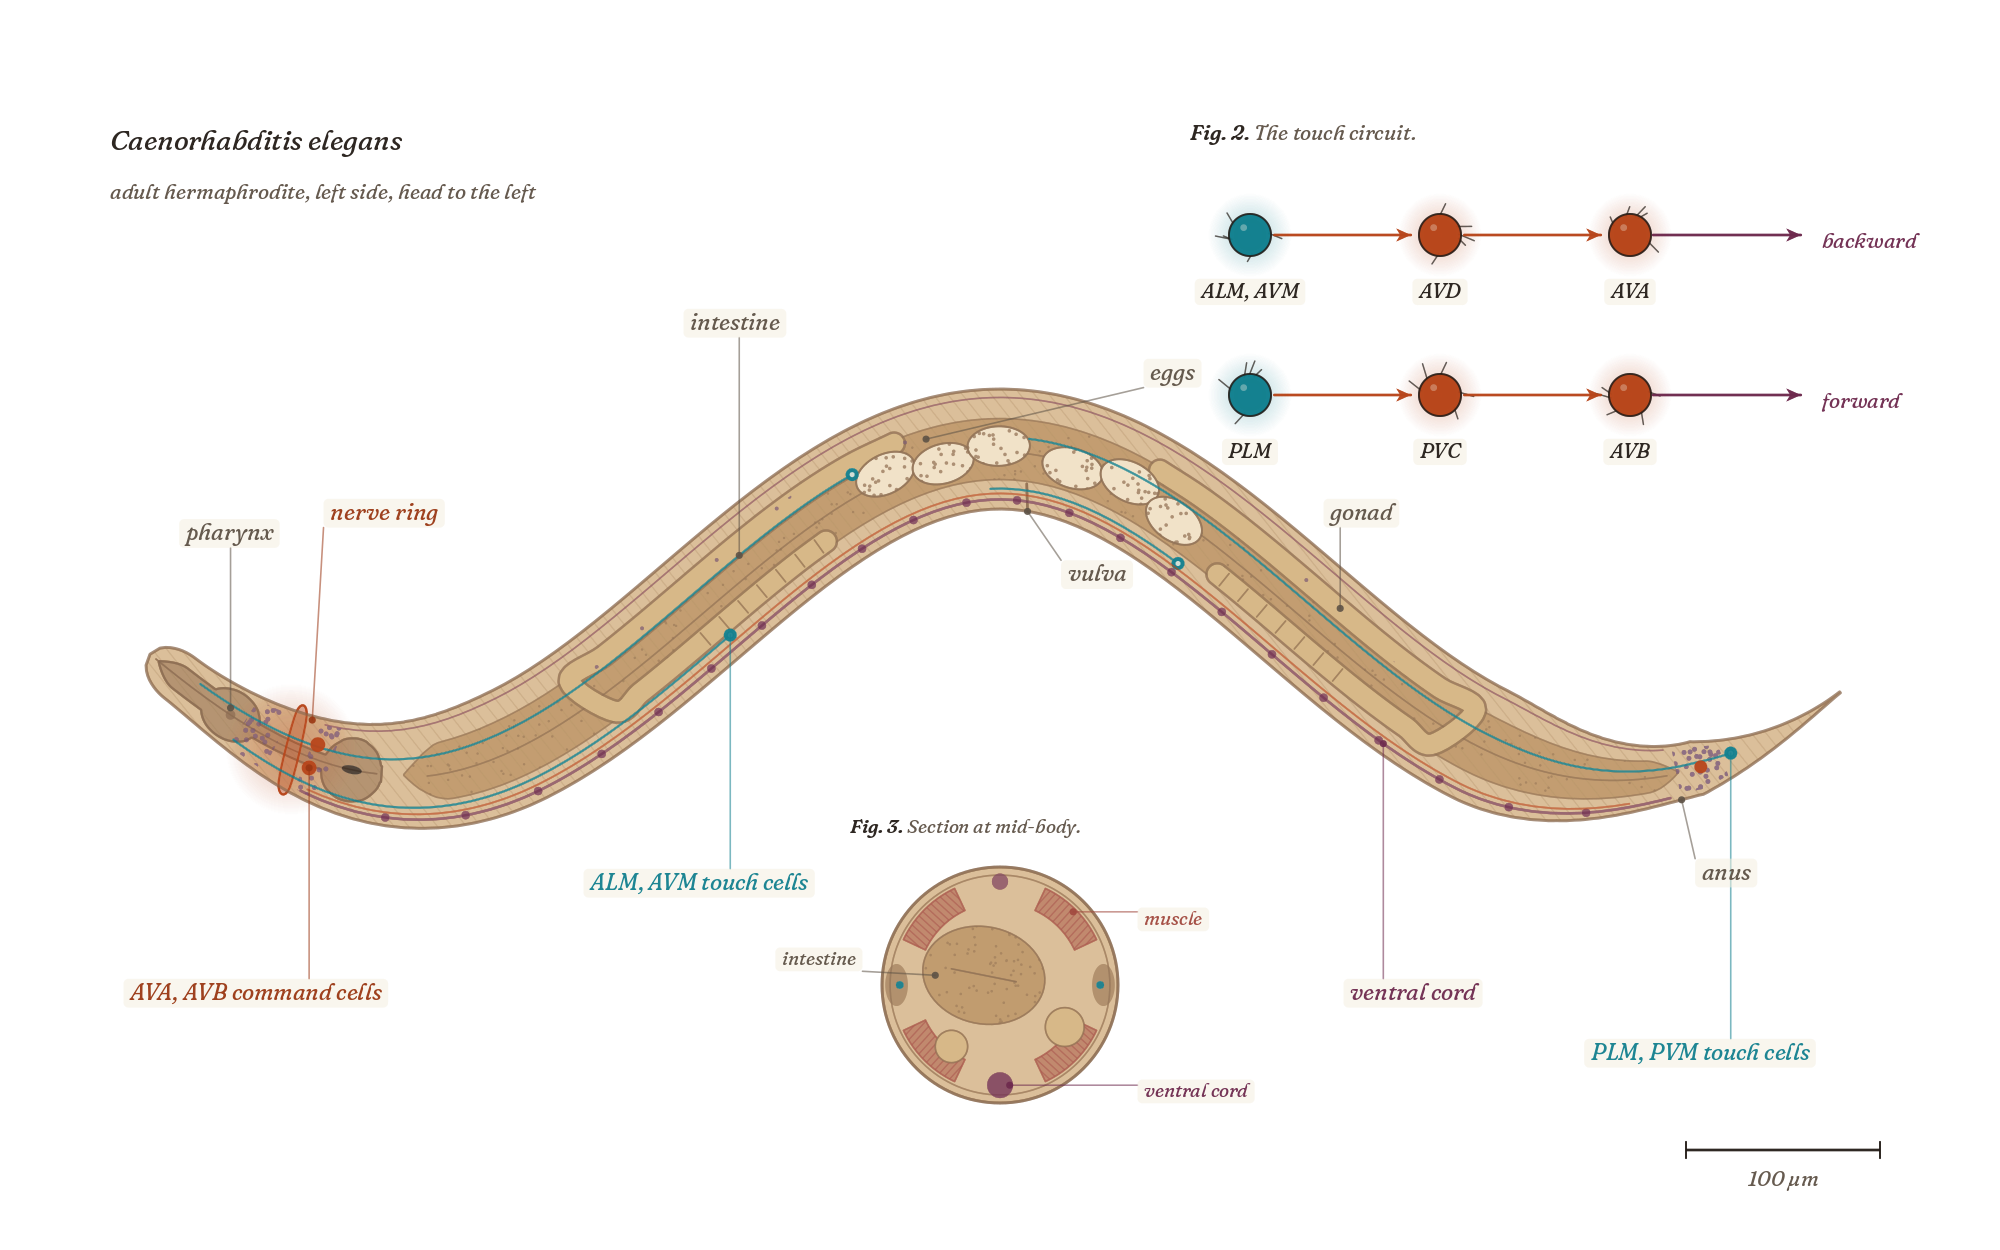 Caenorhabditis elegans
adult hermaphrodite, left side, head to the left
Fig. 2. The touch circuit.
backward
ALM, AVM
AVD
AVA
forward
PLM
PVC
AVB
intestine
eggs
nerve ring
pharynx
gonad
vulva
Fig. 3. Section at mid-body.
anus
ALM, AVM touch cells
muscle
intestine
AVA, AVB command cells
ventral cord
PLM, PVM touch cells
ventral cord
100 µm